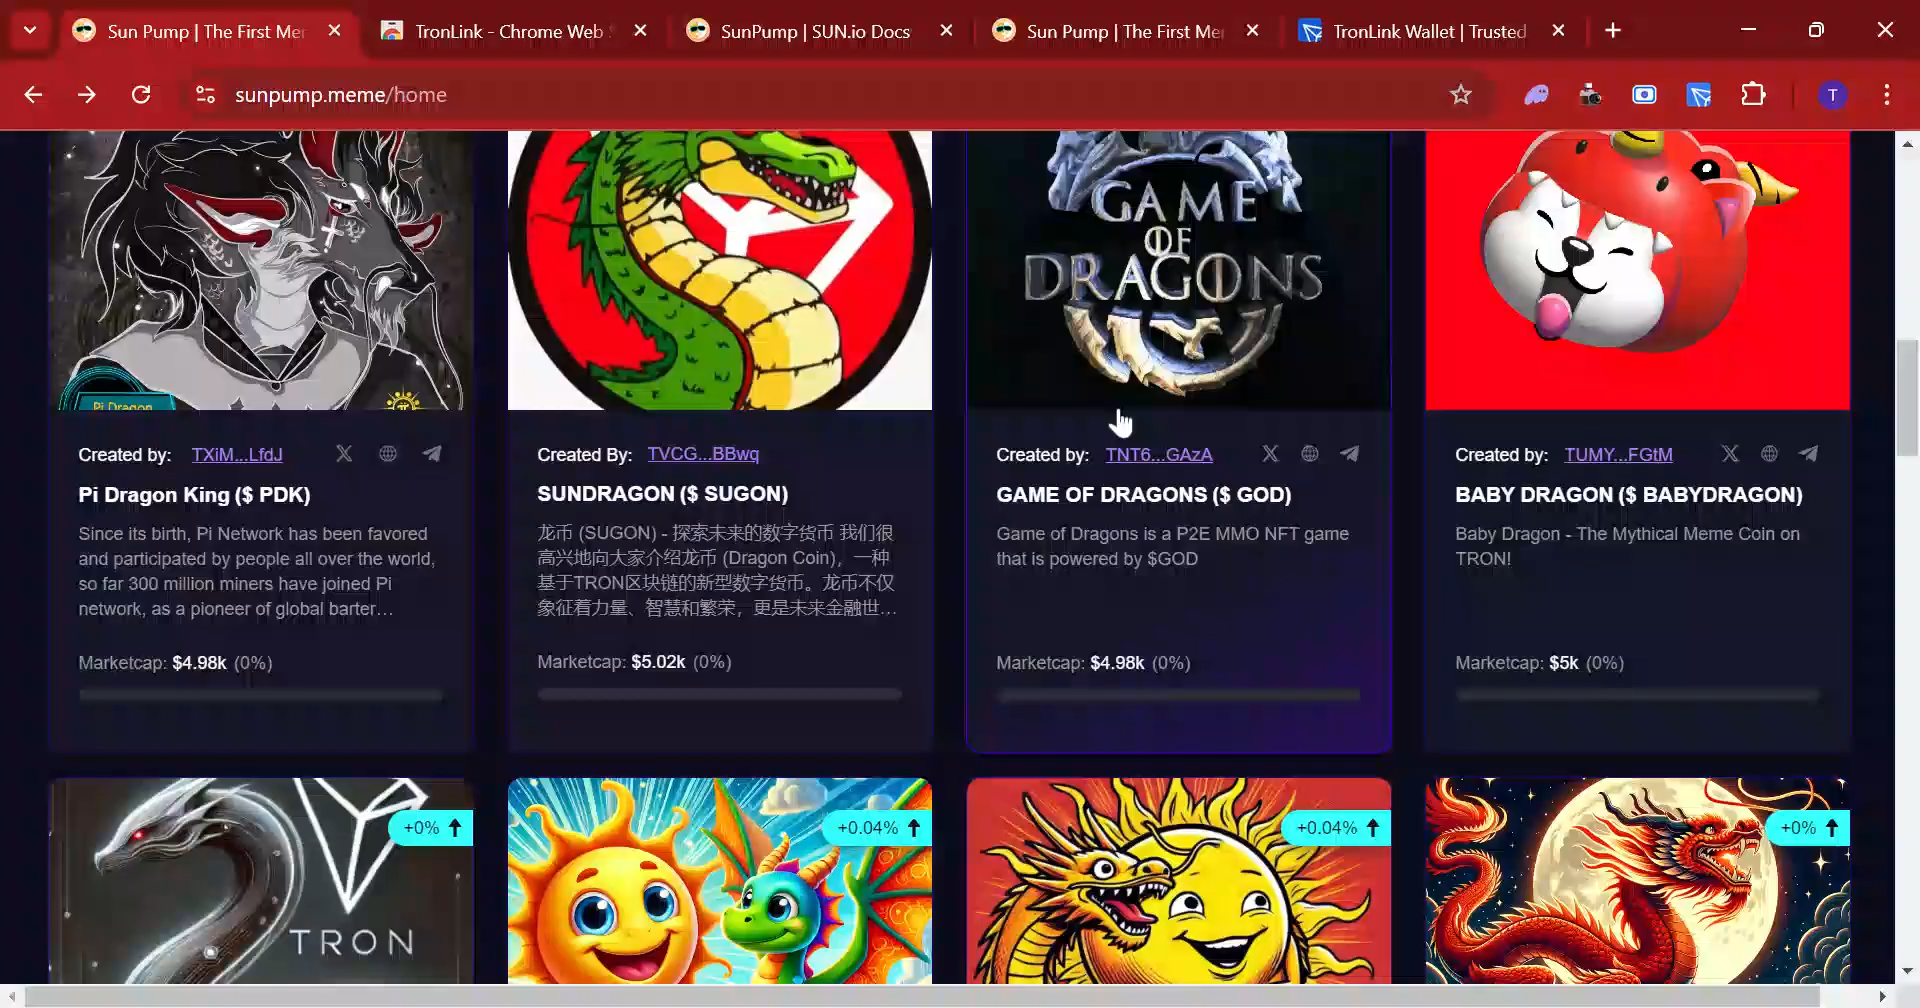 Sun Pump | The First Mer
TronLink - Chrome Web S
SunPump | SUN.io Docs
Sun Pump | The First Mer
TronLink Wallet | Trusted
sunpump.meme/home
T
GAME
OF
DRAGONS
Pi Dragon
Created by: TXiM...LfdJ
Pi Dragon King ($ PDK)
Since its birth, Pi Network has been favored
and participated by people all over the world,
so far 300 million miners have joined Pi
network, as a pioneer of global barter...
Marketcap: $4.98k (0%)
Created By: TVCG...BBwq
SUNDRAGON ($ SUGON)
龙币 (SUGON) - 探索未来的数字货币 我们很
高兴地向大家介绍龙币 (Dragon Coin)，一种
基于TRON区块链的新型数字货币。龙币不仅
象征着力量、智慧和繁荣，更是未来金融世...
Marketcap: $5.02k (0%)
Created by: TNT6...GAzA
GAME OF DRAGONS ($ GOD)
Game of Dragons is a P2E MMO NFT game
that is powered by $GOD
Marketcap: $4.98k (0%)
Created by: TUMY...FGtM
BABY DRAGON ($ BABYDRAGON)
Baby Dragon - The Mythical Meme Coin on
TRON!
Marketcap: $5k (0%)
+0%
+0.04%
+0.04%
+0%
TRON